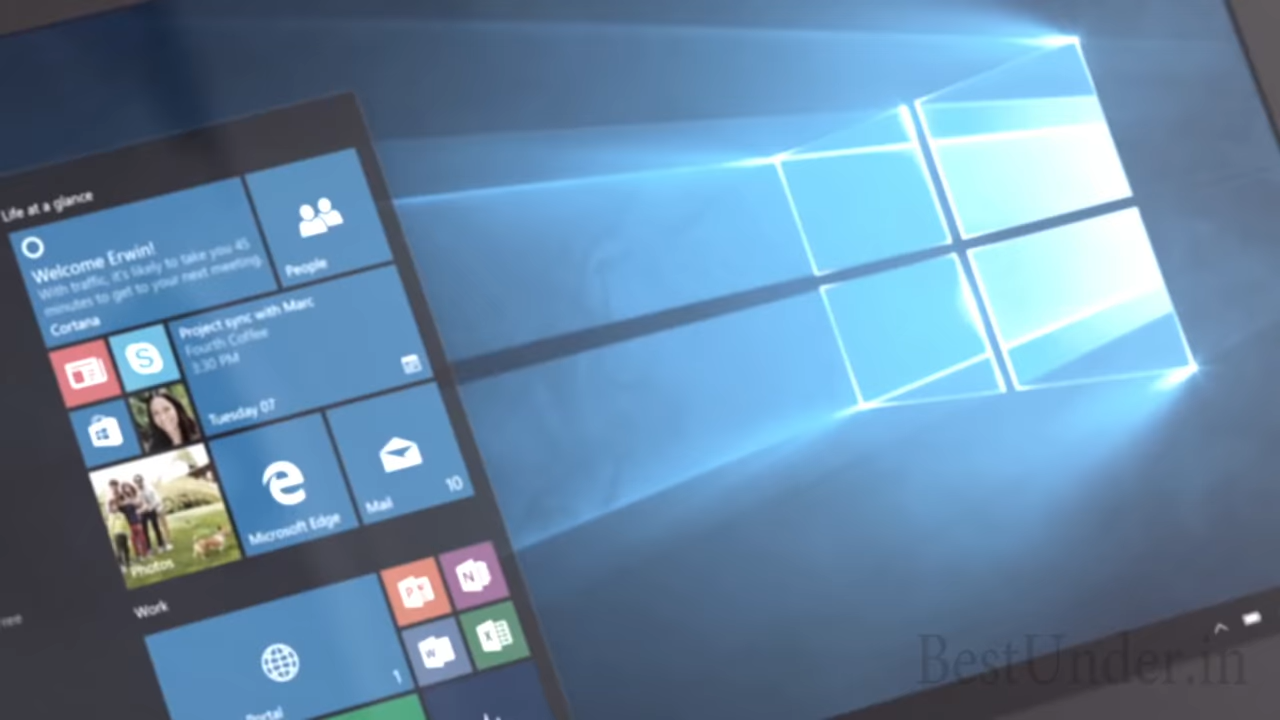 Life at a glance
Welcome Erwin!
With traffic, it's likely to take you 45
minutes to get to your next meeting.
Cortana
People
S
Project sync with Marc
Fourth Coffee
3:30 PM
Tuesday 07
Photos
Microsoft Edge
Mail
10
Work
P
N
W
X
Portal
1
BestUnder.in